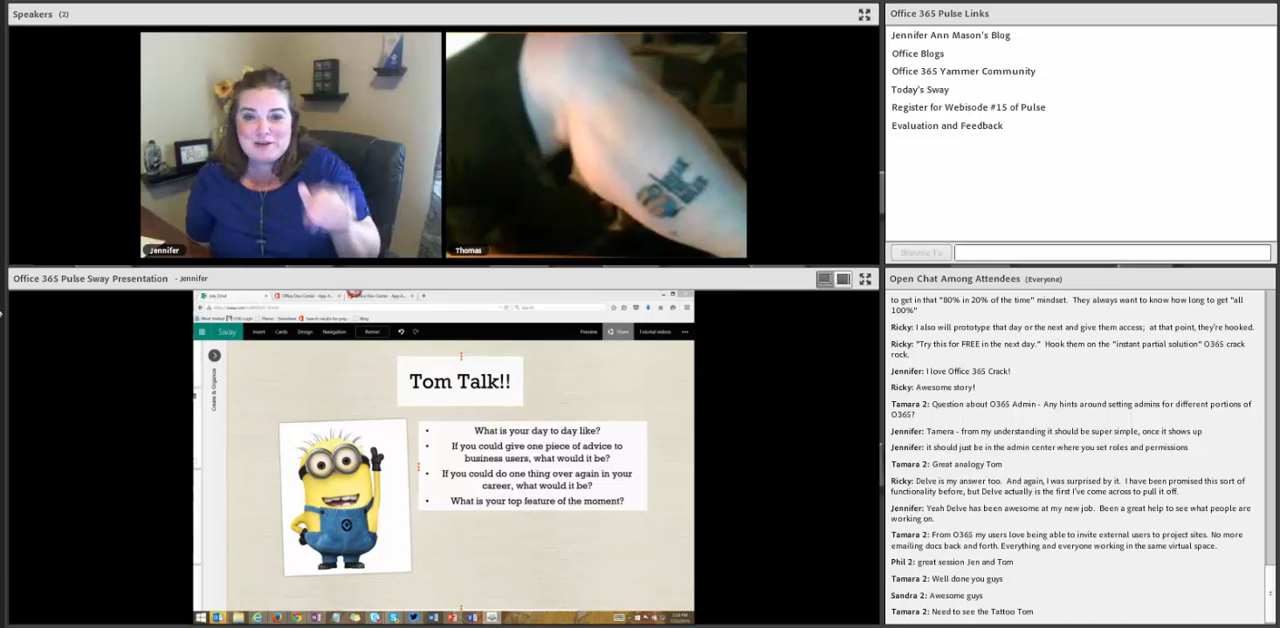 Speakers (2)
Jennifer
Thomas
Office 365 Pulse Links
Jennifer Ann Mason's Blog
Office Blogs
Office 365 Yammer Community
Today's Sway
Register for Webisode #15 of Pulse
Evaluation and Feedback
Browse To
Office 365 Pulse Sway Presentation - Jennifer
Sway Insert Cards Design Navigation Remix! Preview Share Tutorial videos
Create & Organize
Tom Talk!!
• What is your day to day like?
• If you could give one piece of advice to
business users, what would it be?
• If you could do one thing over again in your
career, what would it be?
• What is your top feature of the moment?
Open Chat Among Attendees (Everyone)
to get in that "80% in 20% of the time" mindset. They always want to know how long to get "all
100%"
Ricky: I also will prototype that day or the next and give them access; at that point, they're hooked.
Ricky: "Try this for FREE in the next day." Hook them on the "instant partial solution" O365 crack
rock.
Jennifer: I love Office 365 Crack!
Ricky: Awesome story!
Tamara 2: Question about O365 Admin - Any hints around setting admins for different portions of
O365?
Jennifer: Tamera - from my understanding it should be super simple, once it shows up
Jennifer: it should just be in the admin center where you set roles and permissions
Tamara 2: Great analogy Tom
Ricky: Delve is my answer too. And again, I was surprised by it. I have been promised this sort of
functionality before, but Delve actually is the first I've come across to pull it off.
Jennifer: Yeah Delve has been awesome at my new job. Been a great help to see what people are
working on.
Tamara 2: From O365 my users love being able to invite external users to project sites. No more
emailing docs back and forth. Everything and everyone working in the same virtual space.
Phil 2: great session Jen and Tom
Tamara 2: Well done you guys
Sandra 2: Awesome guys
Tamara 2: Need to see the Tattoo Tom